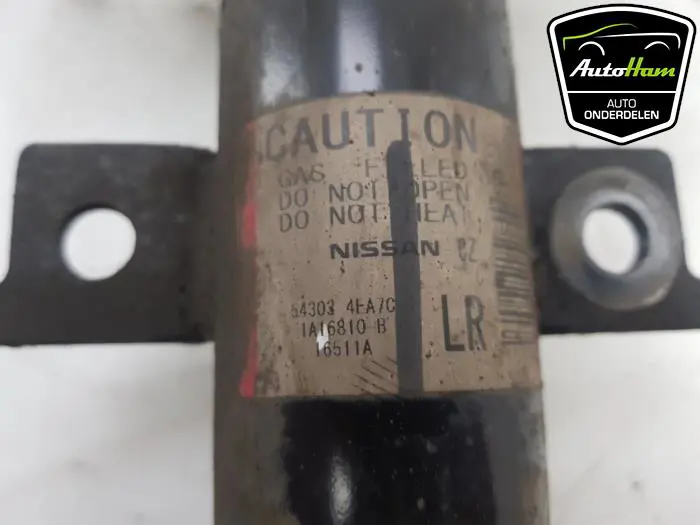 AutoHam
AUTO
ONDERDELEN
CAUTION
GAS FILLED
DO NOT OPEN
DO NOT HEAT
NISSAN
54303 4EA7C
1A16810 B
16511A
LR